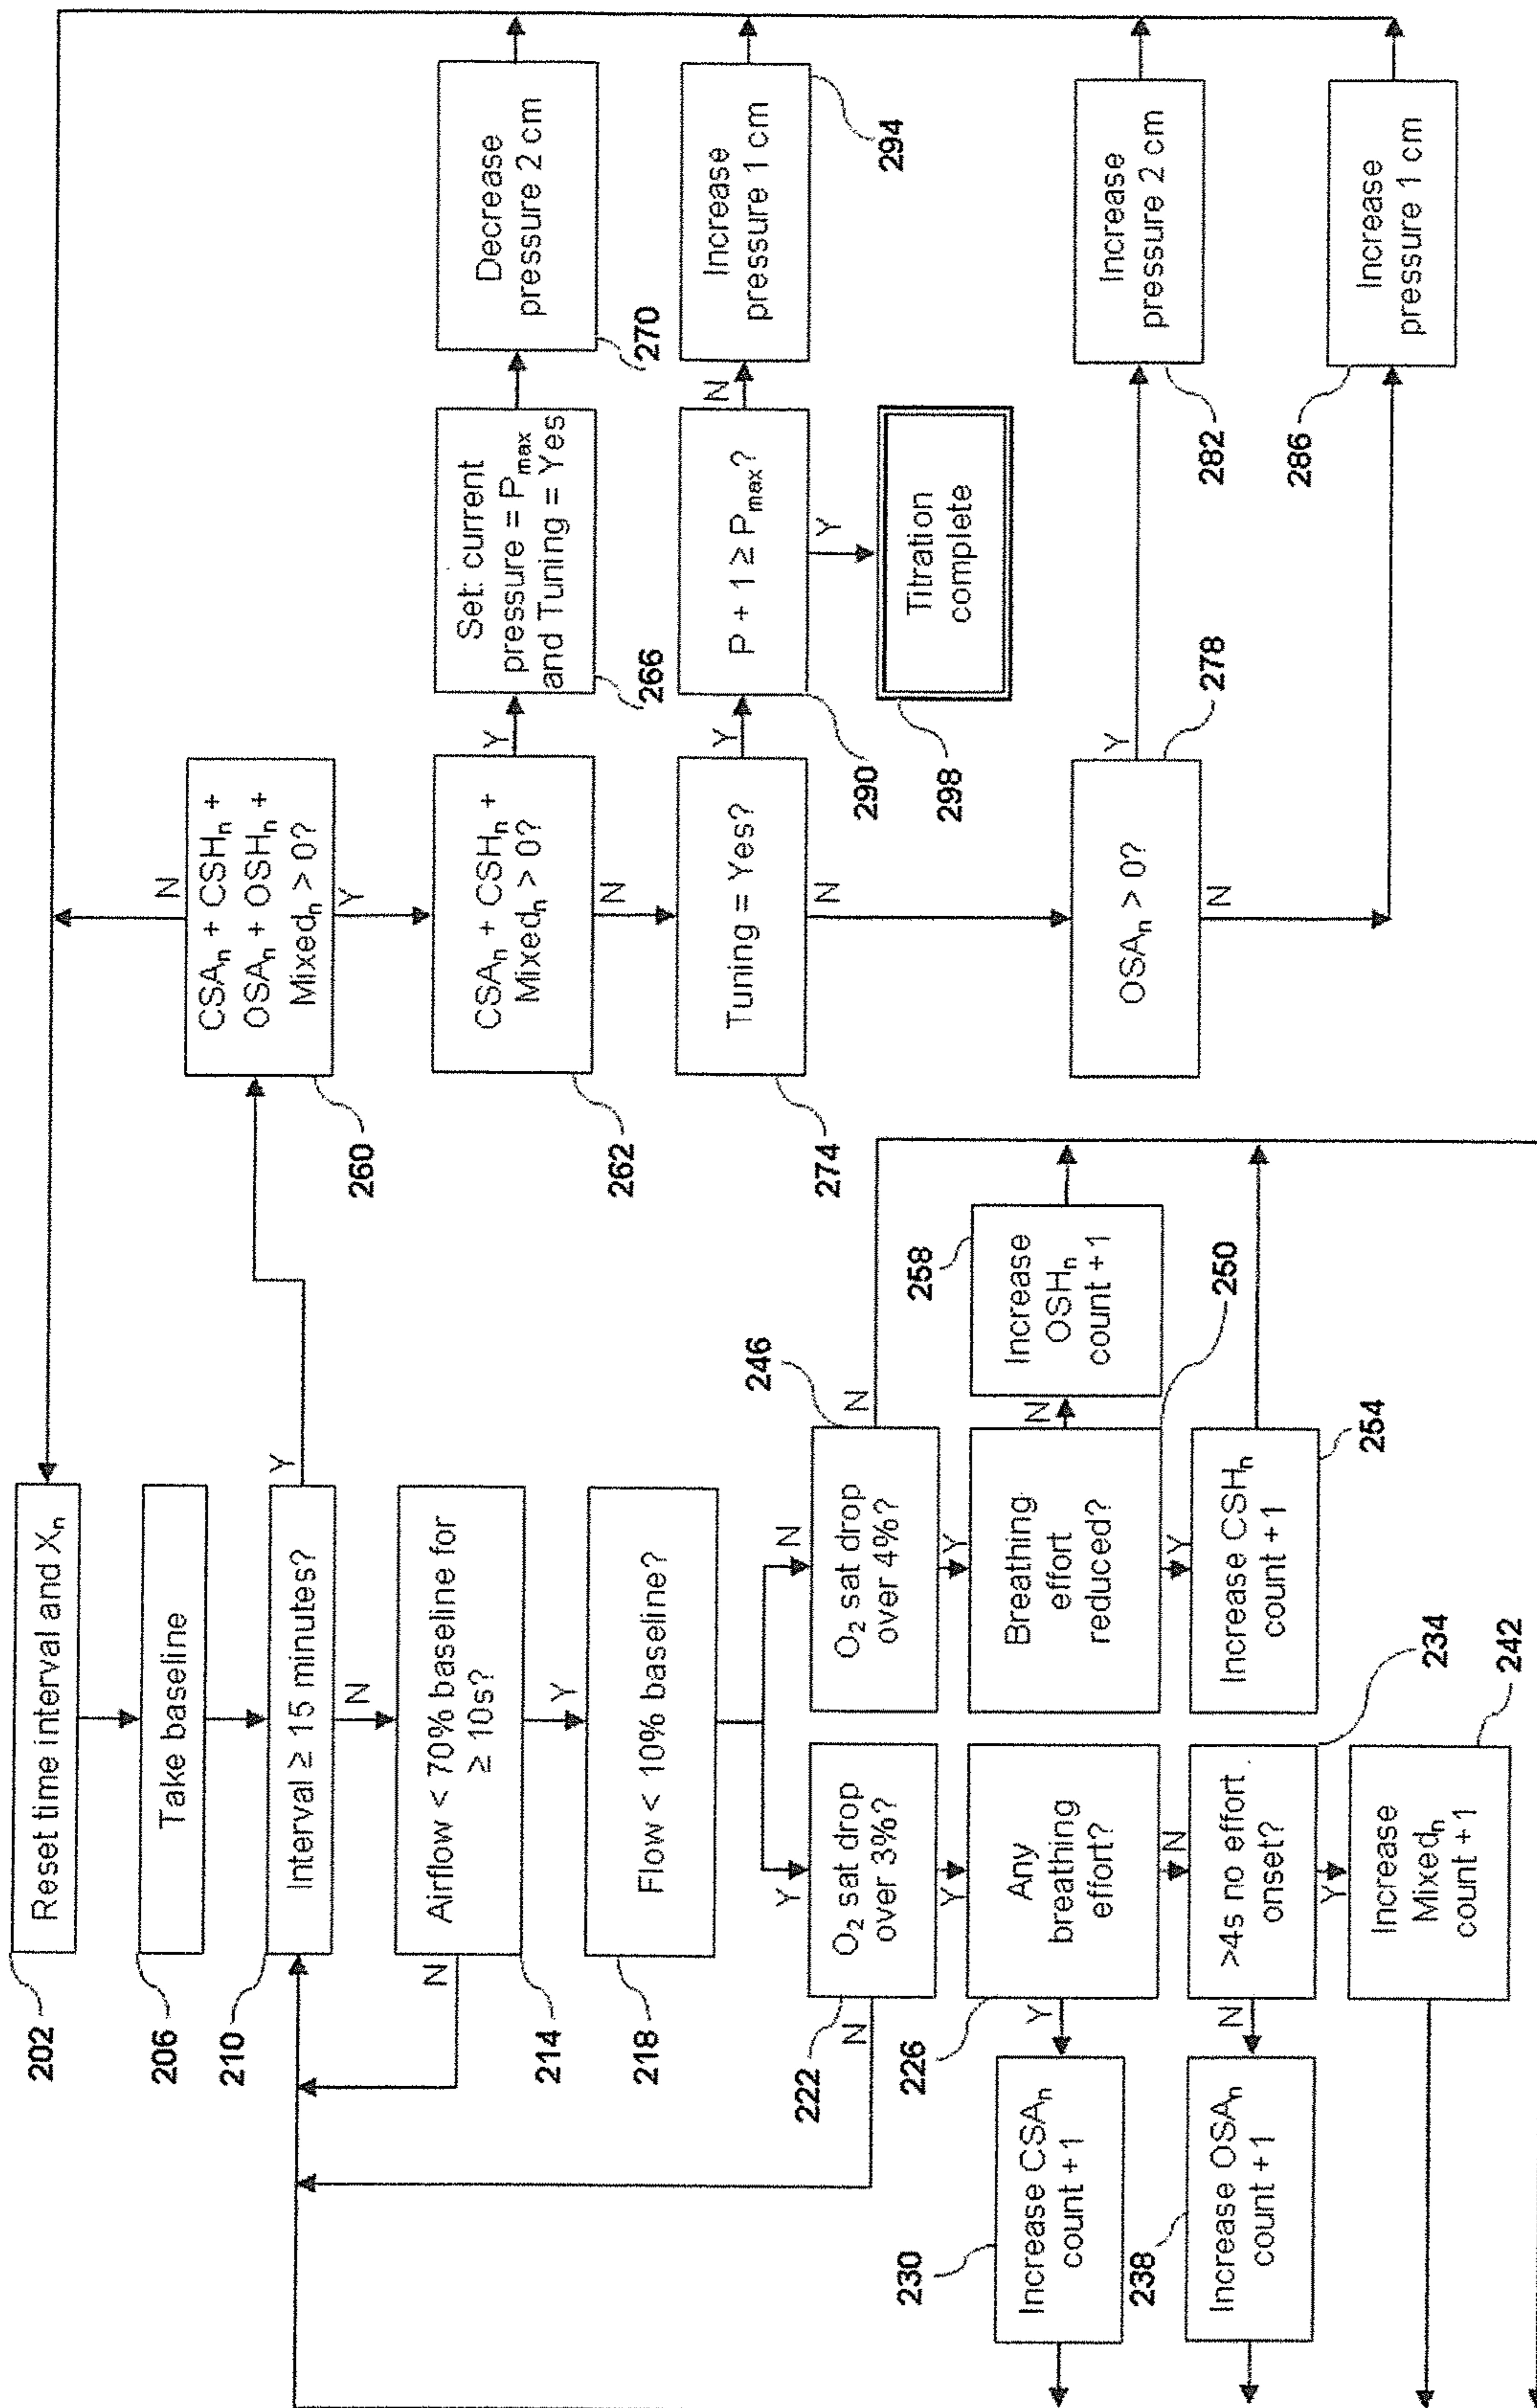 202
Reset time interval and Xn
206
Take baseline
210
Interval ≥ 15 minutes?
Y
N
Airflow < 70% baseline for
≥ 10s?
N
Y
214
Flow < 10% baseline?
218
Y
N
O2 sat drop
over 3%?
222
N
Y
Any
breathing
effort?
226
Y
N
Increase CSAn
count +1
230
>4s no effort
onset?
234
N
Y
Increase OSAn
count +1
238
Increase
Mixedn
count +1
242
O2 sat drop
over 4%?
246
N
Y
Breathing
effort
reduced?
250
N
Y
Increase CSHn
count +1
254
Increase
OSHn
count +1
258
CSAn + CSHn +
OSAn + OSHn +
Mixedn > 0?
260
N
Y
CSAn + CSHn +
Mixedn > 0?
262
Y
N
Set: current
pressure = Pmax
and Tuning = Yes
266
Decrease
pressure 2 cm
270
Tuning = Yes?
274
Y
N
P + 1 ≥ Pmax?
290
N
Y
Increase
pressure 1 cm
294
Titration
complete
298
OSAn > 0?
278
Y
N
Increase
pressure 2 cm
282
Increase
pressure 1 cm
286